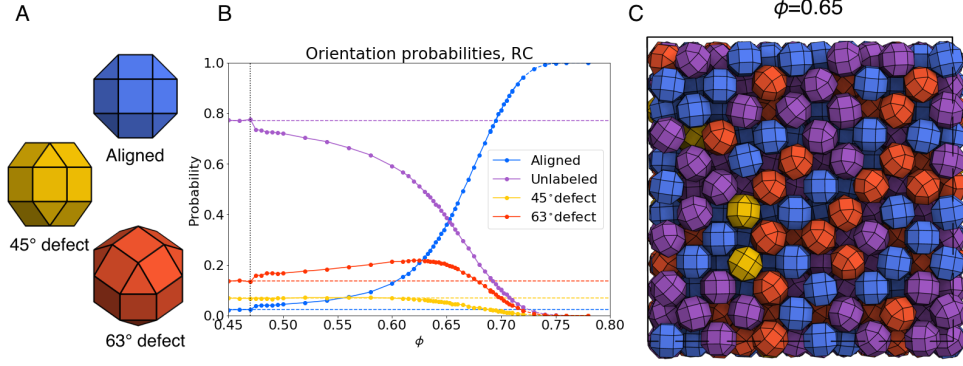 A
Aligned
45° defect
63° defect
B
Orientation probabilities, RC
Probability
1.0
0.8
0.6
0.4
0.2
0.0
0.45
0.50
0.55
0.60
0.65
0.70
0.75
0.80
ϕ
Aligned
Unlabeled
45°defect
63°defect
C
ϕ=0.65